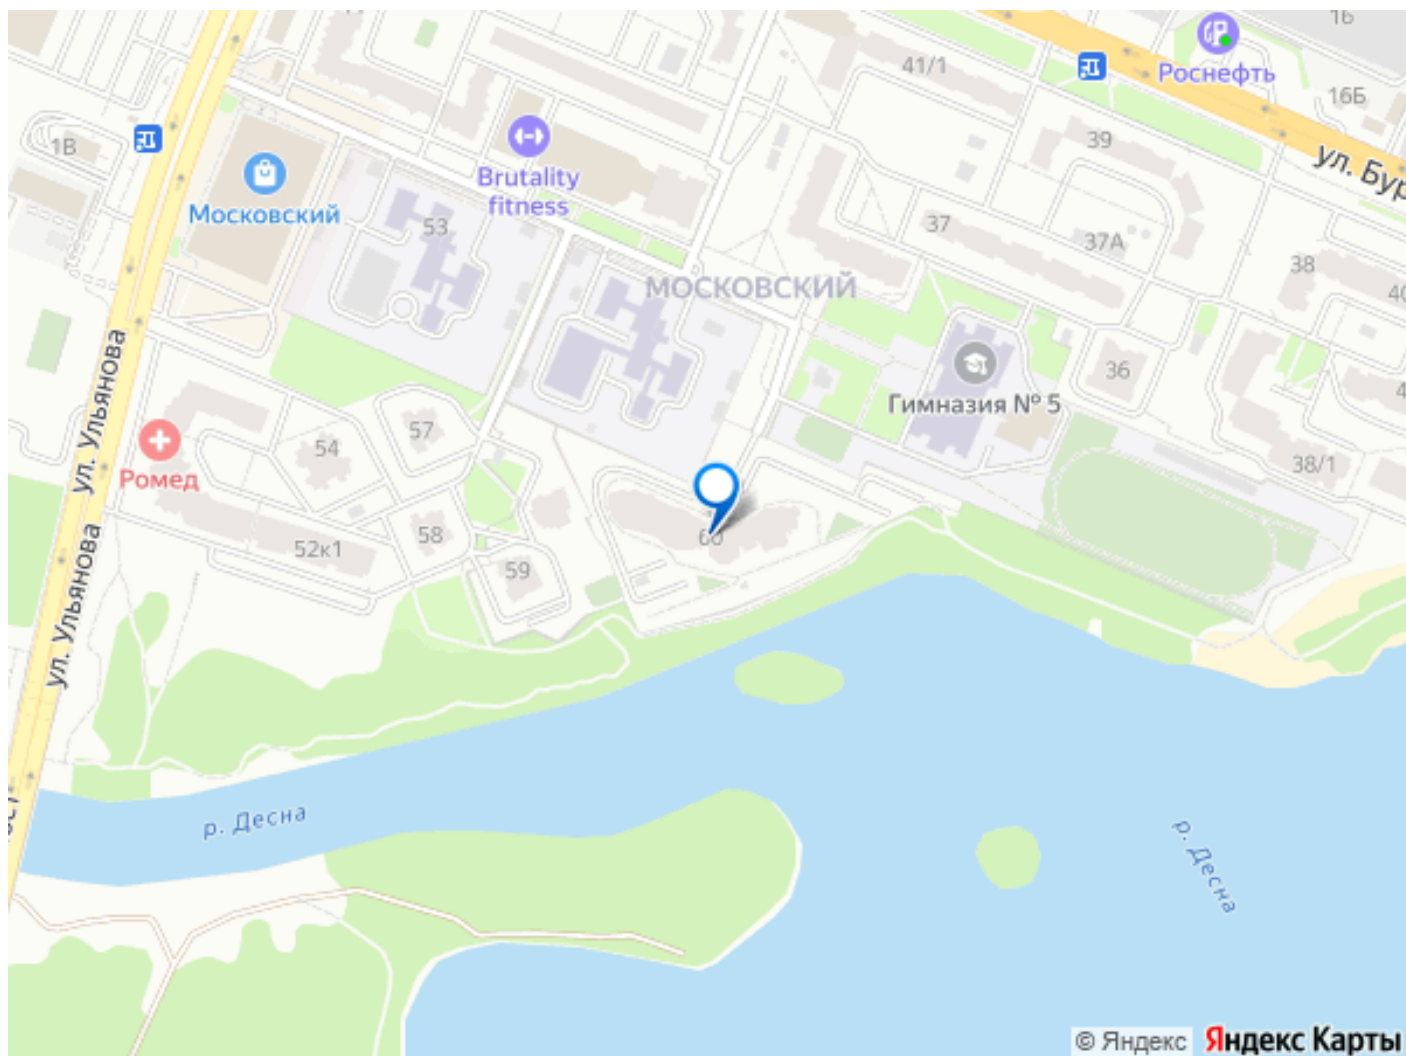 1Б
Роснефть
41/1
16Б
39
ул. Бур
1В
Московский
Brutality
fitness
53
37
37А
38
40
МОСКОВСКИЙ
36
Гимназия № 5
38/1
ул. Ульянова
Ромед
54
57
52к1
58
59
60
ул. Ульянова
р. Десна
р. Десна
© Яндекс Яндекс Карты